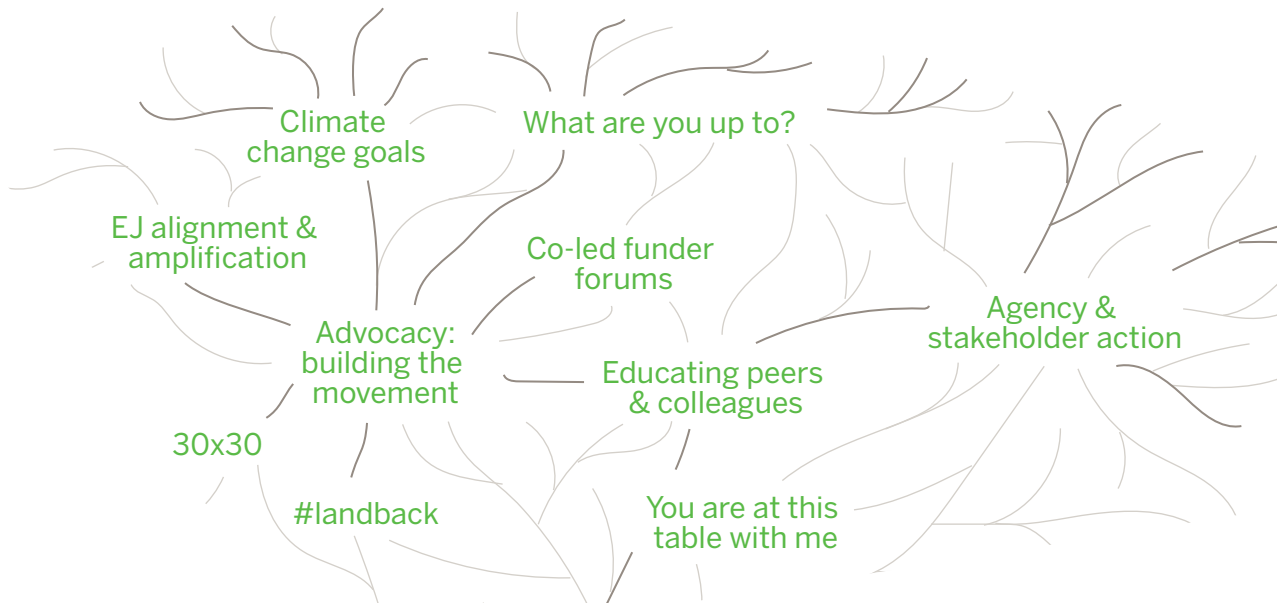 Climate
change goals
What are you up to?
EJ alignment &
amplification
Co-led funder
forums
Agency &
stakeholder action
Advocacy:
building the
movement
Educating peers
& colleagues
30x30
#landback
You are at this
table with me